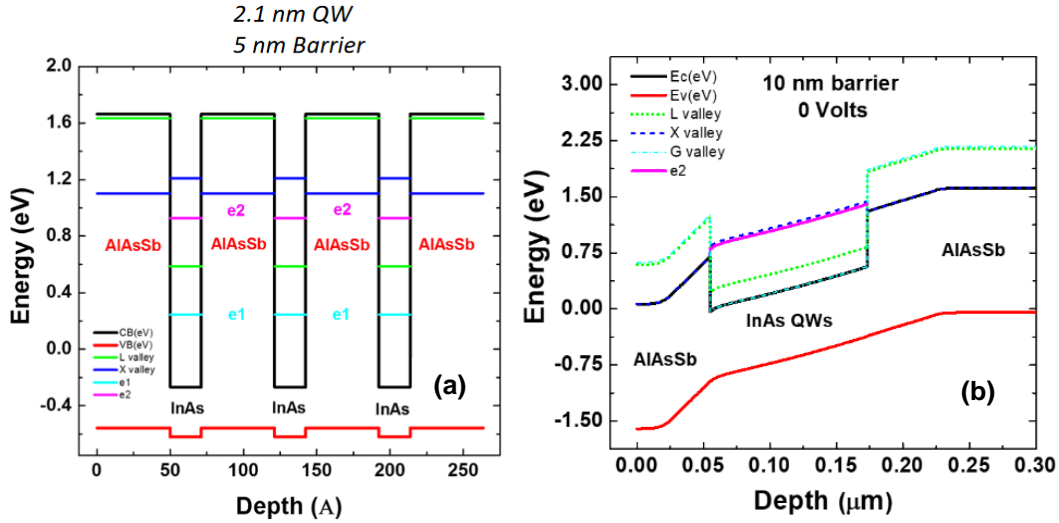 2.1 nm QW
5 nm Barrier
2.0
1.6
1.2
0.8
0.4
0.0
-0.4
Energy (eV)
e2
e2
AlAsSb
AlAsSb
AlAsSb
AlAsSb
e1
e1
CB(eV)
VB(eV)
L valley
X valley
e1
e2
(a)
InAs
InAs
InAs
0
50
100
150
200
250
Depth (A)
3.00
2.25
1.50
0.75
0.00
-0.75
-1.50
Energy (eV)
Ec(eV)
Ev(eV)
L valley
X valley
G valley
e2
10 nm barrier
0 Volts
AlAsSb
InAs QWs
AlAsSb
(b)
0.00
0.05
0.10
0.15
0.20
0.25
0.30
Depth (μm)